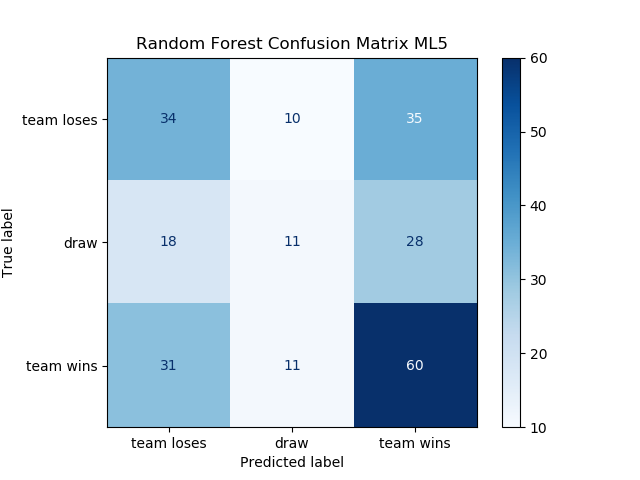 Random Forest Confusion Matrix ML5
True label
team loses
draw
team wins
34 10 35
18 11 28
31 11 60
team loses draw team wins
Predicted label
60
50
40
30
20
10